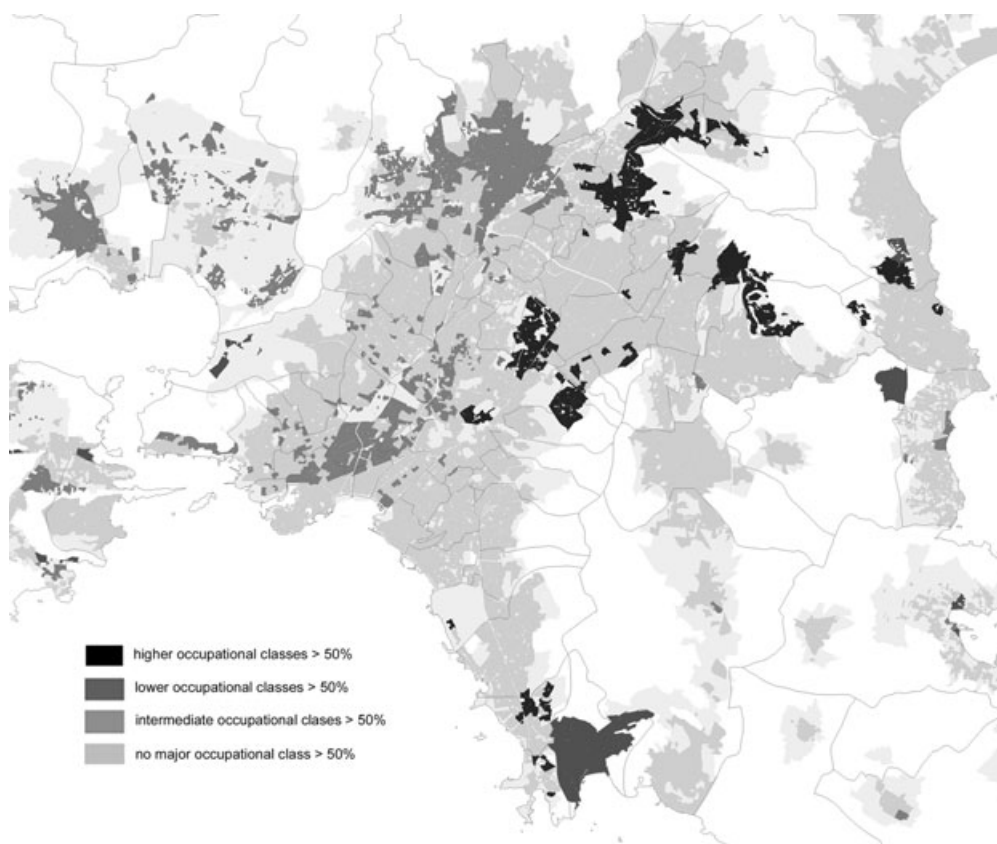 higher occupational classes > 50%
lower occupational classes > 50%
intermediate occupational clases > 50%
no major occupational class > 50%